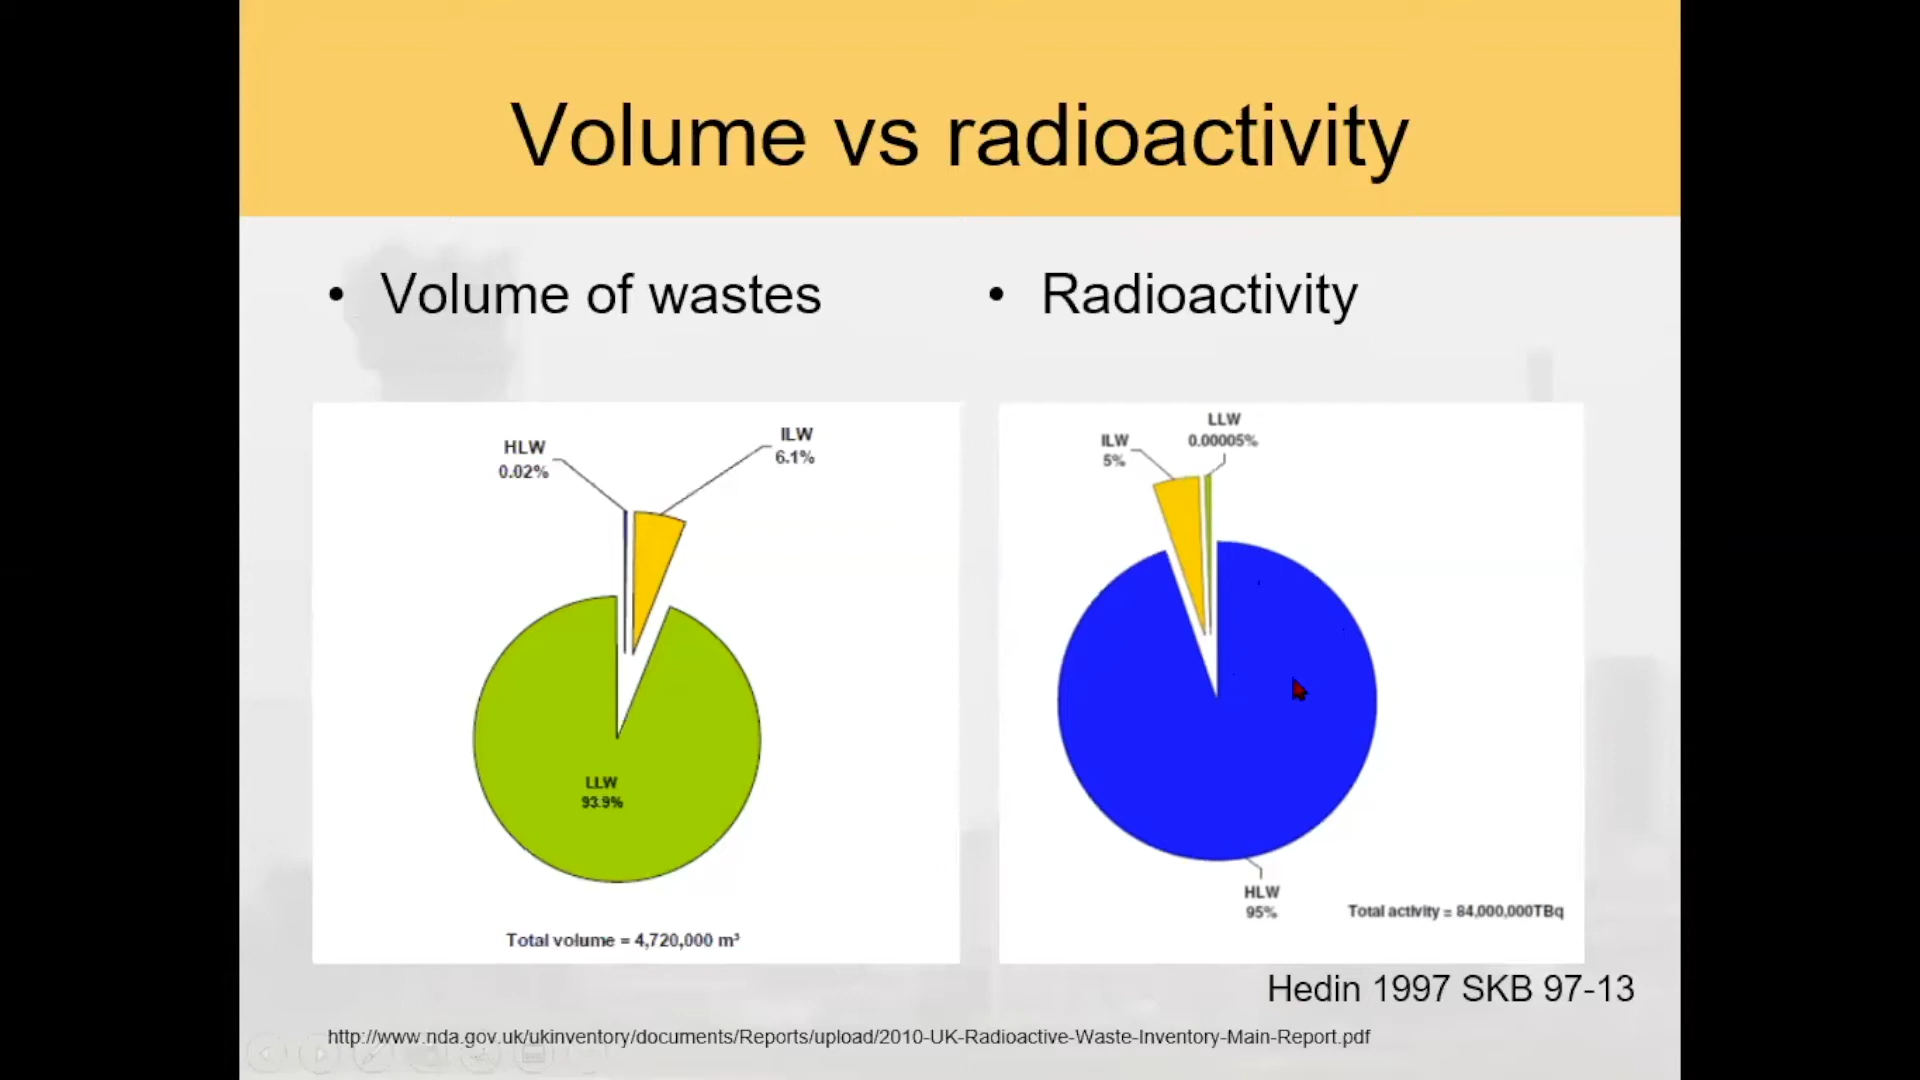 Volume vs radioactivity
• Volume of wastes
• Radioactivity
HLW
0.02%
ILW
6.1%
LLW
93.9%
Total volume = 4,720,000 m³
ILW
5%
LLW
0.00005%
HLW
95%
Total activity = 84,000,000TBq
Hedin 1997 SKB 97-13
http://www.nda.gov.uk/ukinventory/documents/Reports/upload/2010-UK-Radioactive-Waste-Inventory-Main-Report.pdf